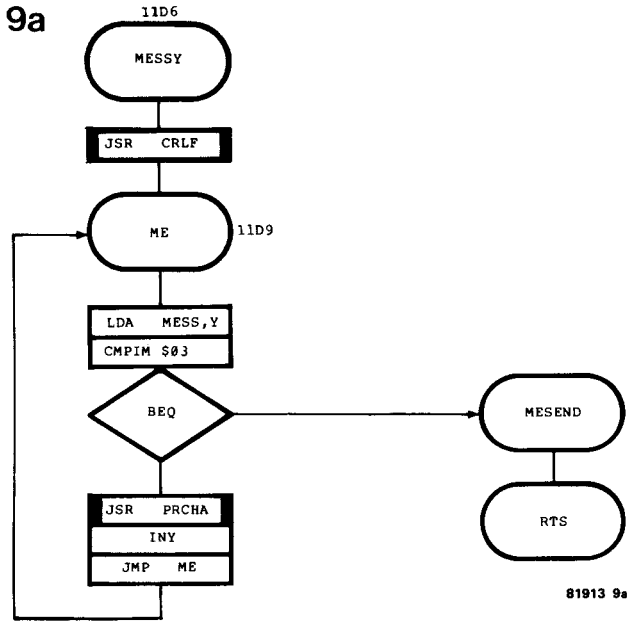 9a
11D6
MESSY
JSR CRLF
ME
11D9
LDA MESS,Y
CMPIM $03
BEQ
MESEND
JSR PRCHA
INY
JMP ME
RTS
81913 9a